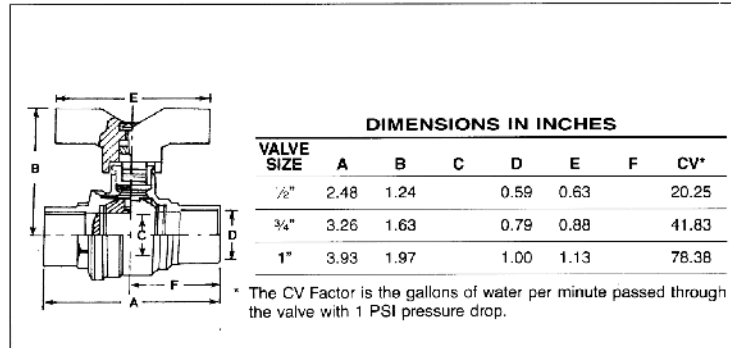 E
B
C
D
F
A
DIMENSIONS IN INCHES
VALVE SIZE A B C D E F CV*
½" 2.48 1.24 0.59 0.63 20.25
¾" 3.26 1.63 0.79 0.88 41.83
1" 3.93 1.97 1.00 1.13 78.38
* The CV Factor is the gallons of water per minute passed through
the valve with 1 PSI pressure drop.